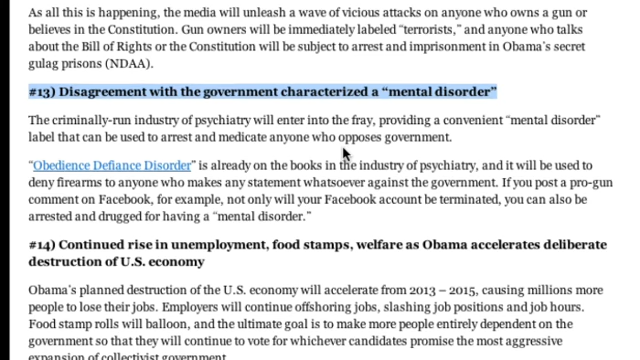 As all this is happening, the media will unleash a wave of vicious attacks on anyone who owns a gun or
believes in the Constitution. Gun owners will be immediately labeled “terrorists,” and anyone who talks
about the Bill of Rights or the Constitution will be subject to arrest and imprisonment in Obama's secret
gulag prisons (NDAA).
#13) Disagreement with the government characterized a “mental disorder”
The criminally-run industry of psychiatry will enter into the fray, providing a convenient “mental disorder”
label that can be used to arrest and medicate anyone who opposes government.
“Obedience Defiance Disorder” is already on the books in the industry of psychiatry, and it will be used to
deny firearms to anyone who makes any statement whatsoever against the government. If you post a pro-gun
comment on Facebook, for example, not only will your Facebook account be terminated, you can also be
arrested and drugged for having a “mental disorder.”
#14) Continued rise in unemployment, food stamps, welfare as Obama accelerates deliberate
destruction of U.S. economy
Obama's planned destruction of the U.S. economy will accelerate from 2013 – 2015, causing millions more
people to lose their jobs. Employers will continue offshoring jobs, slashing job positions and job hours.
Food stamp rolls will balloon, and the ultimate goal is to make more people entirely dependent on the
government so that they will continue to vote for whichever candidates promise the most aggressive
expansion of collectivist government.